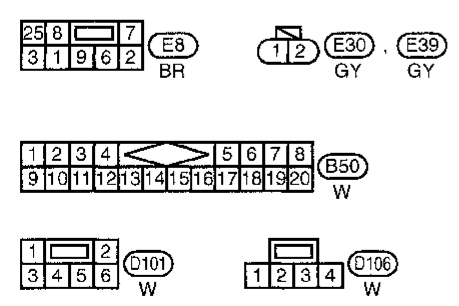 25 8 7 E8
3 1 9 6 2
BR
1 2 E30 , E39
GY GY
1 2 3 4 5 6 7 8
9 10 11 12 13 14 15 16 17 18 19 20
B50
W
1 2
3 4 5 6
D101
W
1 2 3 4
D106
W